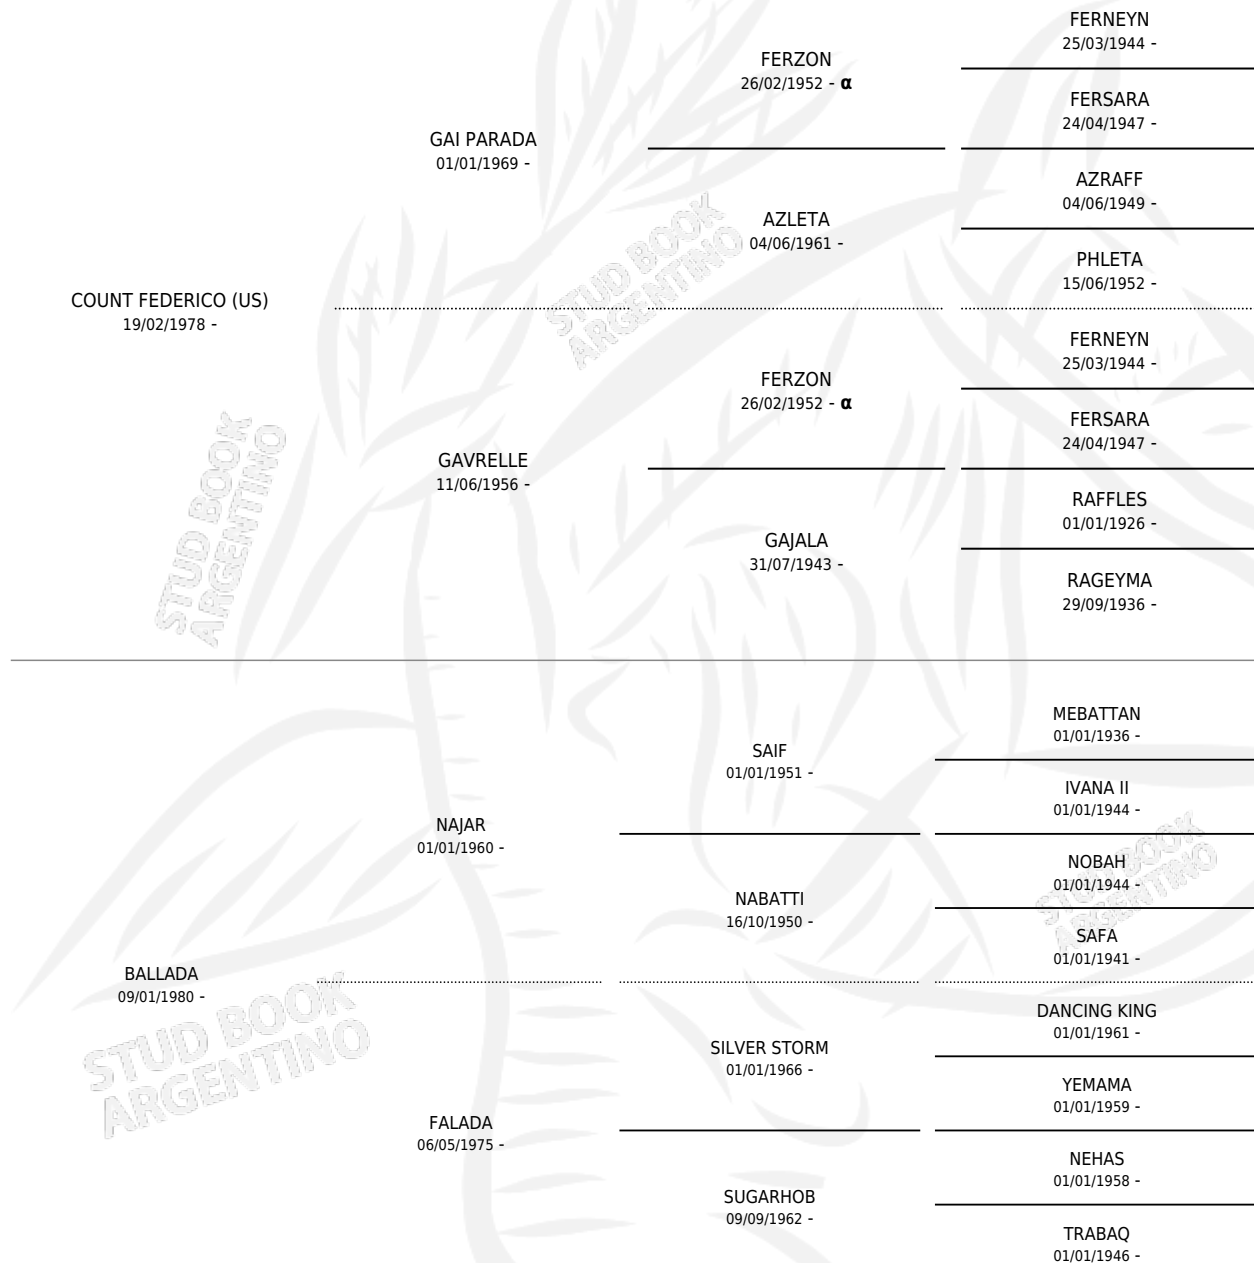 FERNEYN
25/03/1944 -
FERZON
26/02/1952 - α
FERSARA
24/04/1947 -
GAI PARADA
01/01/1969 -
AZRAFF
04/06/1949 -
AZLETA
04/06/1961 -
PHLETA
15/06/1952 -
COUNT FEDERICO (US)
19/02/1978 -
FERNEYN
25/03/1944 -
FERZON
26/02/1952 - α
FERSARA
24/04/1947 -
GAVRELLE
11/06/1956 -
RAFFLES
01/01/1926 -
GAJALA
31/07/1943 -
RAGEYMA
29/09/1936 -
MEBATTAN
01/01/1936 -
SAIF
01/01/1951 -
IVANA II
01/01/1944 -
NAJAR
01/01/1960 -
NOBAH
01/01/1944 -
NABATTI
16/10/1950 -
SAFA
01/01/1941 -
BALLADA
09/01/1980 -
DANCING KING
01/01/1961 -
SILVER STORM
01/01/1966 -
YEMAMA
01/01/1959 -
FALADA
06/05/1975 -
NEHAS
01/01/1958 -
SUGARHOB
09/09/1962 -
TRABAQ
01/01/1946 -
STUD BOOK
ARGENTINO
STUD BOOK
ARGENTINO
STUD BOOK
ARGENTINO
STUD BOOK
ARGENTINO